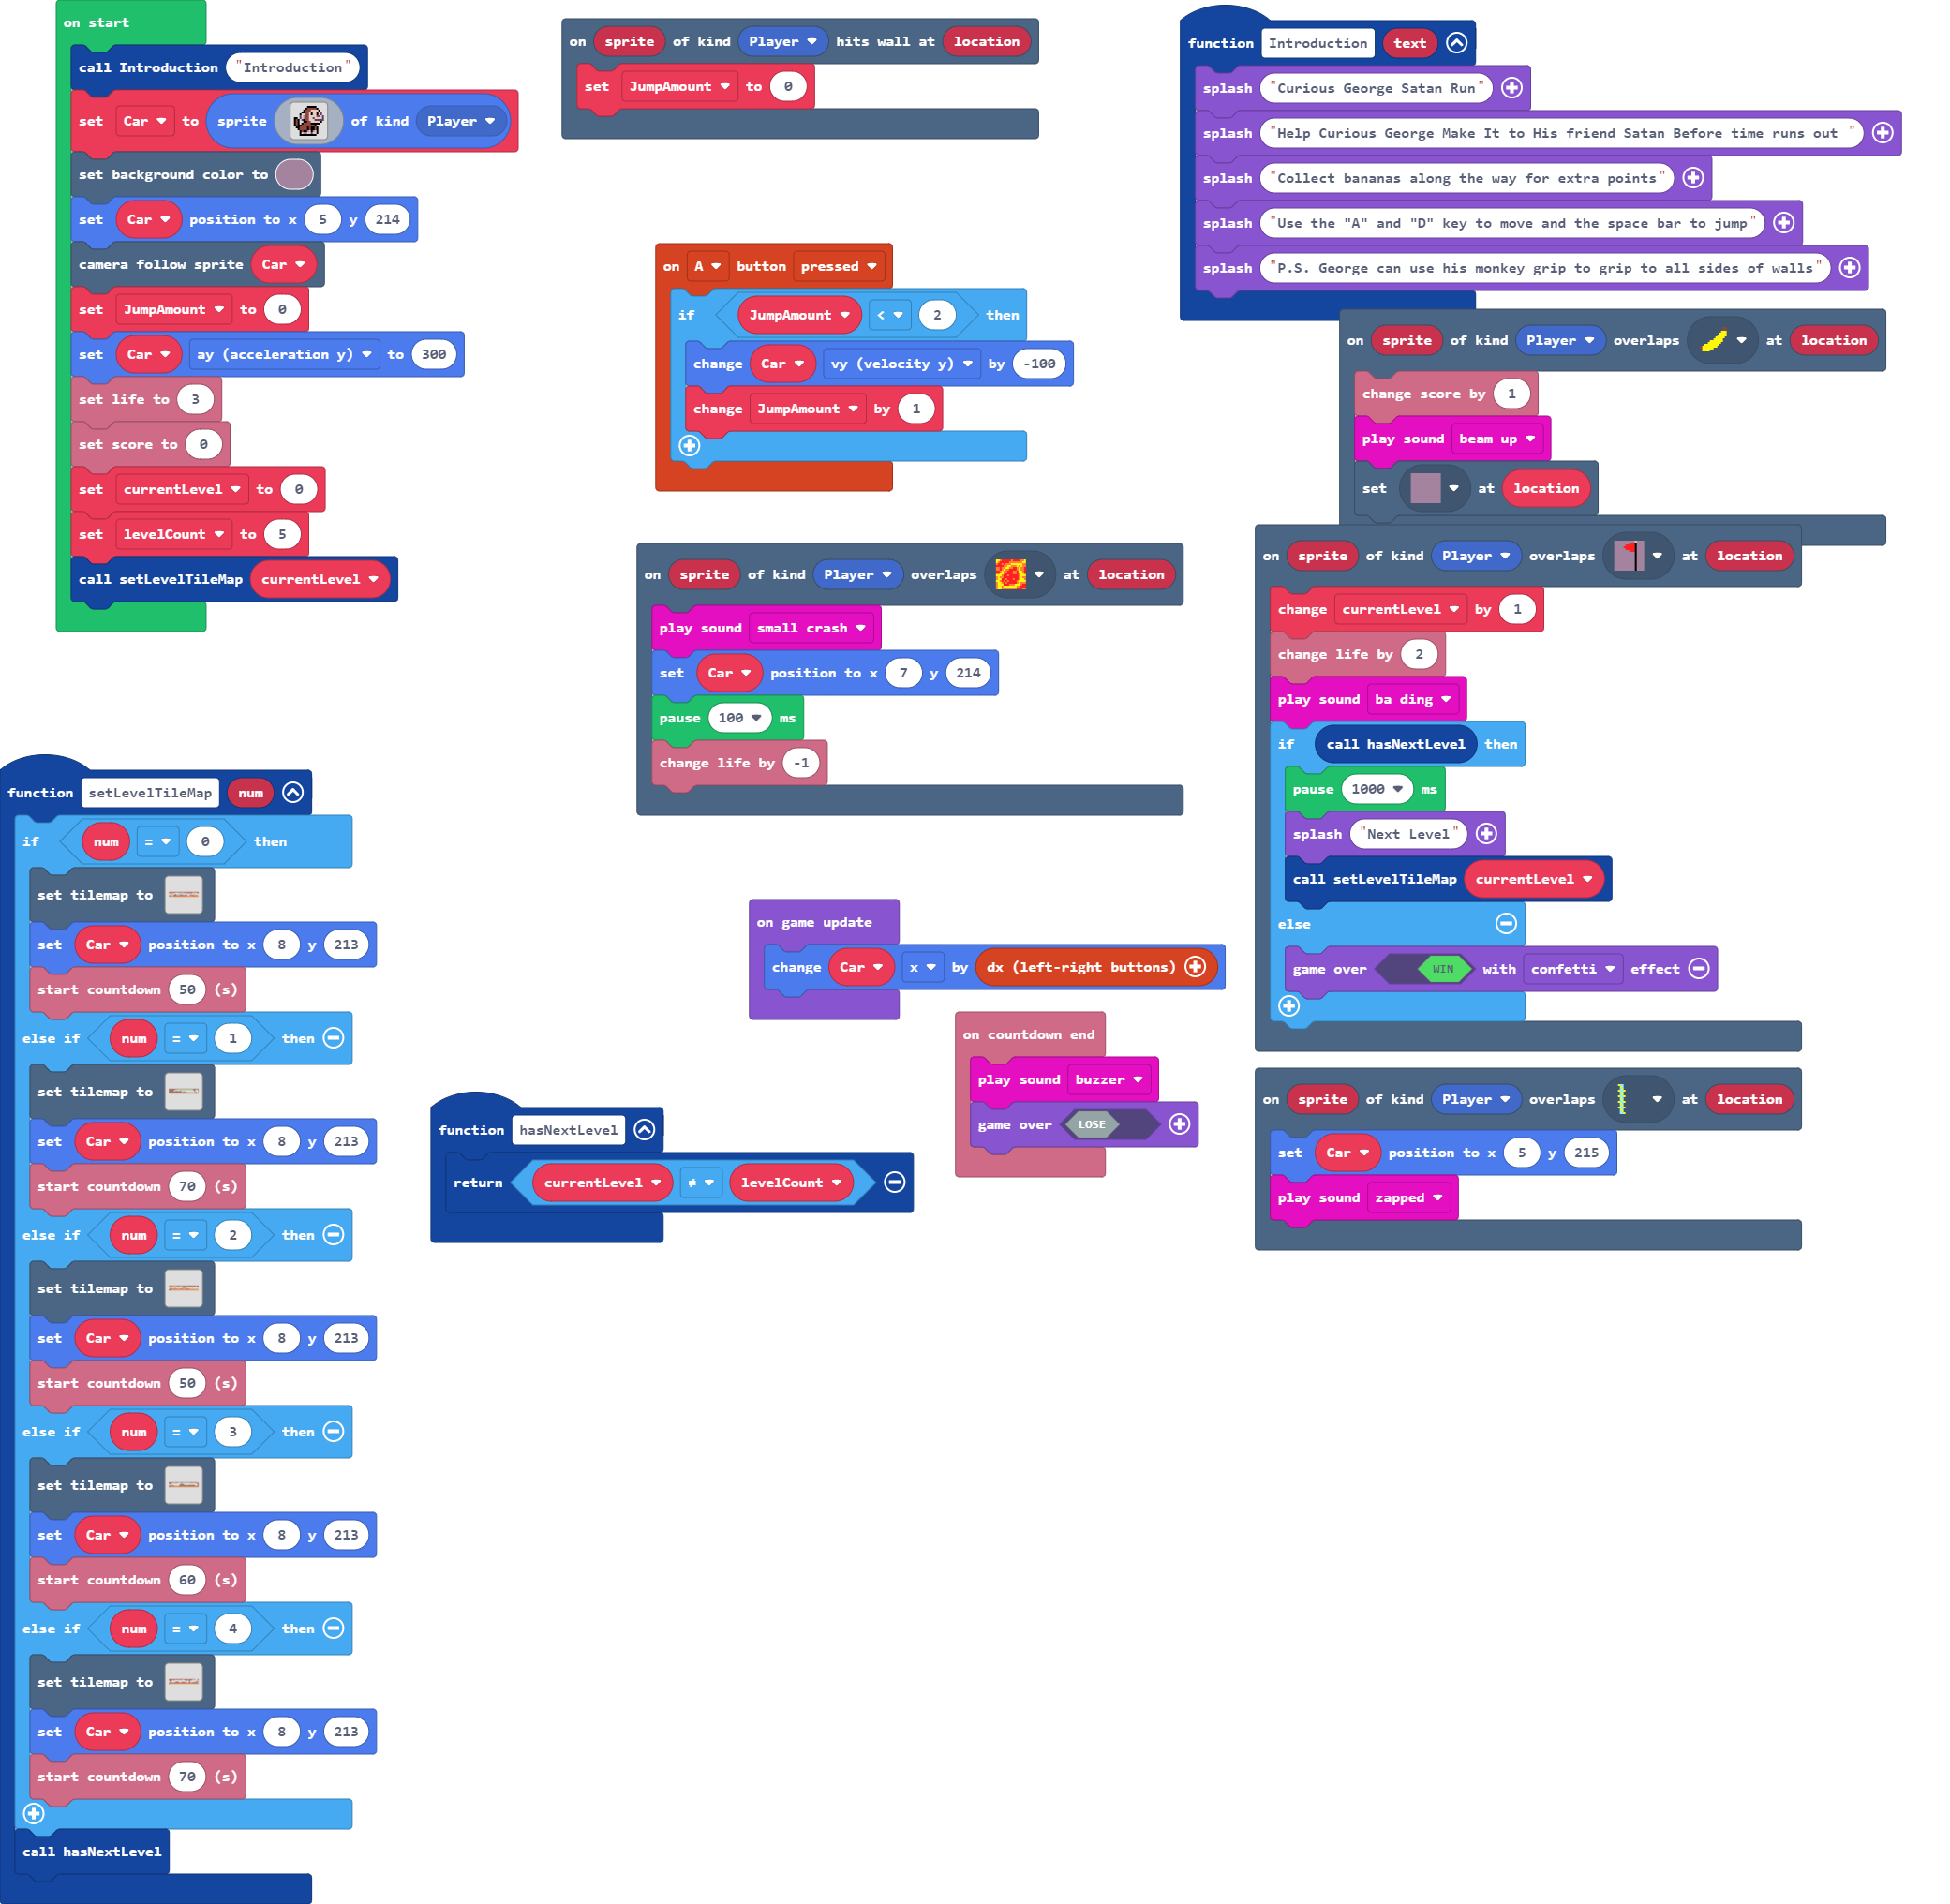 on start
call Introduction "Introduction"
set Car to sprite of kind Player
set background color to
set Car position to x 5 y 214
camera follow sprite Car
set JumpAmount to 0
set Car ay (acceleration y) to 300
set life to 3
set score to 0
set currentLevel to 0
set levelCount to 5
call setLevelTileMap currentLevel
on sprite of kind Player hits wall at location
set JumpAmount to 0
on A button pressed
if JumpAmount < 2 then
change Car vy (velocity y) by -100
change JumpAmount by 1
function Introduction text
splash "Curious George Satan Run"
splash "Help Curious George Make It to His friend Satan Before time runs out "
splash "Collect bananas along the way for extra points"
splash "Use the "A" and "D" key to move and the space bar to jump"
splash "P.S. George can use his monkey grip to grip to all sides of walls"
on sprite of kind Player overlaps at location
change score by 1
play sound beam up
set at location
on sprite of kind Player overlaps at location
play sound small crash
set Car position to x 7 y 214
pause 100 ms
change life by -1
on sprite of kind Player overlaps at location
change currentLevel by 1
change life by 2
play sound ba ding
if call hasNextLevel then
pause 1000 ms
splash "Next Level"
call setLevelTileMap currentLevel
else
game over WIN with confetti effect
function setLevelTileMap num
if num = 0 then
set tilemap to
set Car position to x 8 y 213
start countdown 50 (s)
else if num = 1 then
set tilemap to
set Car position to x 8 y 213
start countdown 70 (s)
else if num = 2 then
set tilemap to
set Car position to x 8 y 213
start countdown 50 (s)
else if num = 3 then
set tilemap to
set Car position to x 8 y 213
start countdown 60 (s)
else if num = 4 then
set tilemap to
set Car position to x 8 y 213
start countdown 70 (s)
call hasNextLevel
on game update
change Car x by dx (left-right buttons)
on countdown end
play sound buzzer
game over LOSE
function hasNextLevel
return currentLevel ≠ levelCount
on sprite of kind Player overlaps at location
set Car position to x 5 y 215
play sound zapped